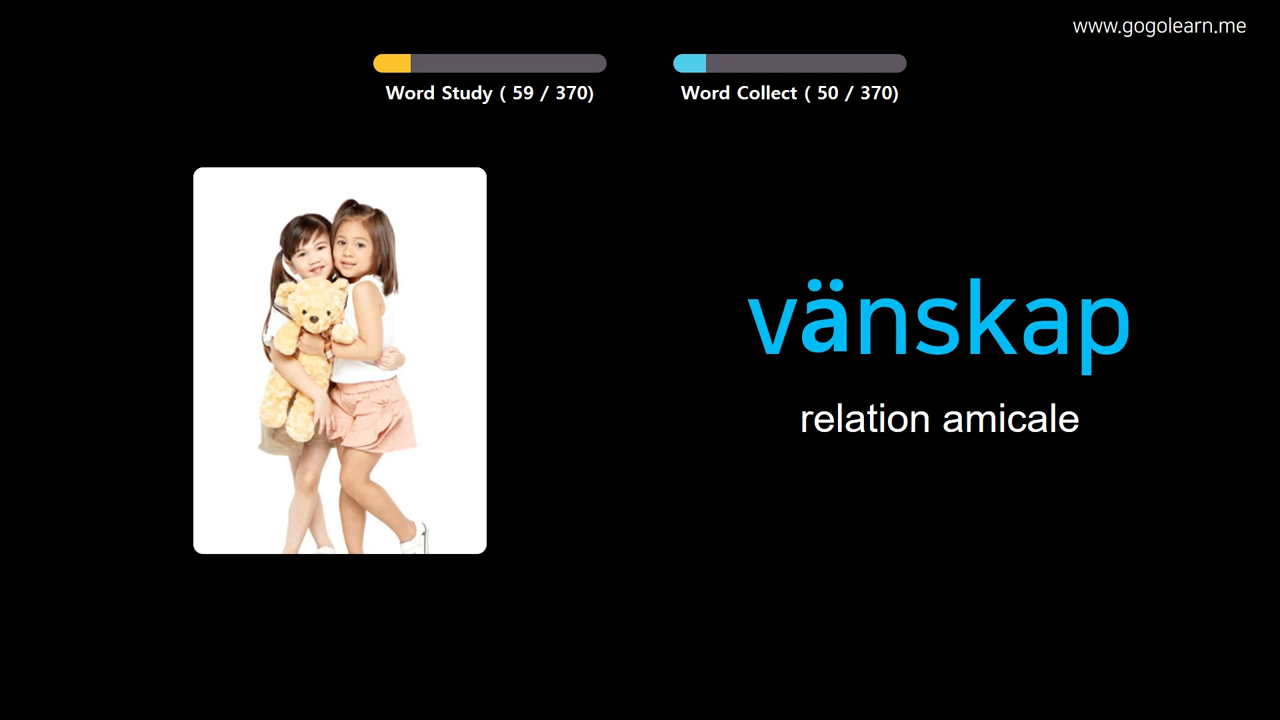 www.gogolearn.me
Word Study ( 59 / 370)
Word Collect ( 50 / 370)
vänskap
relation amicale